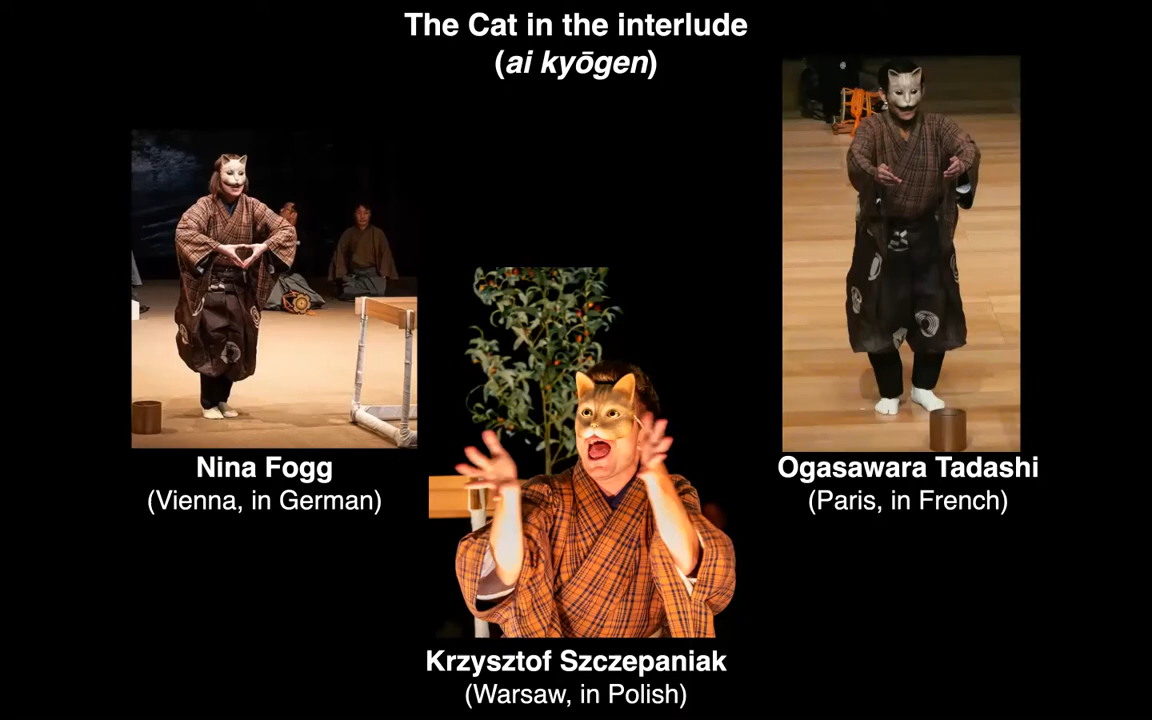 The Cat in the interlude
(ai kyōgen)
Nina Fogg
(Vienna, in German)
Ogasawara Tadashi
(Paris, in French)
Krzysztof Szczepaniak
(Warsaw, in Polish)